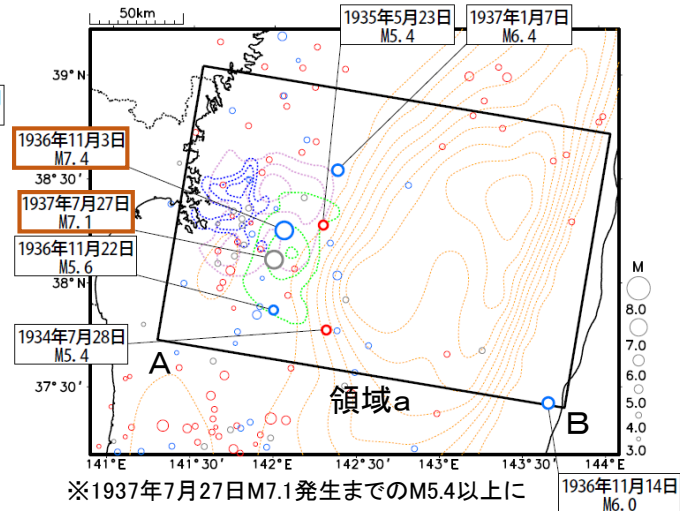 50km
1935年5月23日
M5.4
1937年1月7日
M6.4
39°N
1936年11月3日
M7.4
38°30'
1937年7月27日
M7.1
1936年11月22日
M5.6
38°N
1934年7月28日
M5.4
37°30'
A
領域a
B
M
8.0
7.0
6.0
5.0
4.0
3.0
141°E
141°30'
142°E
142°30'
143°E
143°30'
144°E
※1937年7月27日M7.1発生までのM5.4以上に
1936年11月14日
M6.0